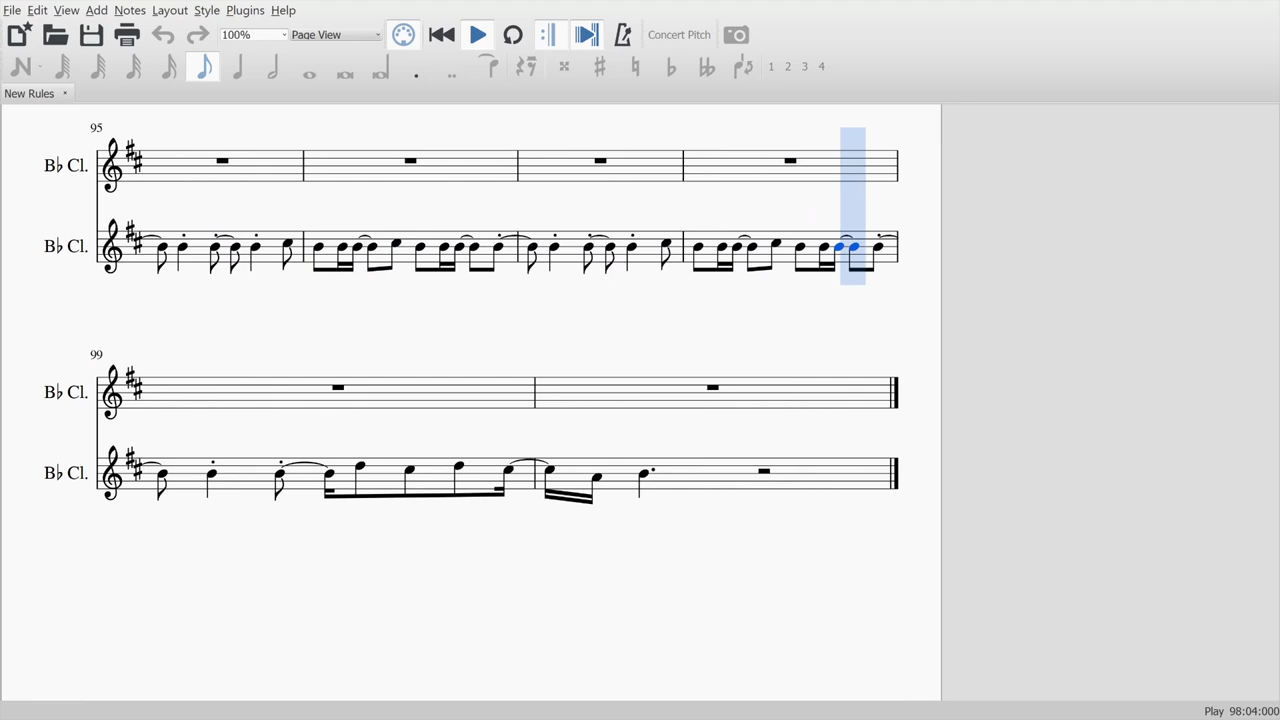 File Edit View Add Notes Layout Style Plugins Help
100% Page View Concert Pitch
1 2 3 4
New Rules
95
B♭ Cl.
B♭ Cl.
99
B♭ Cl.
B♭ Cl.
Play 98:04:000